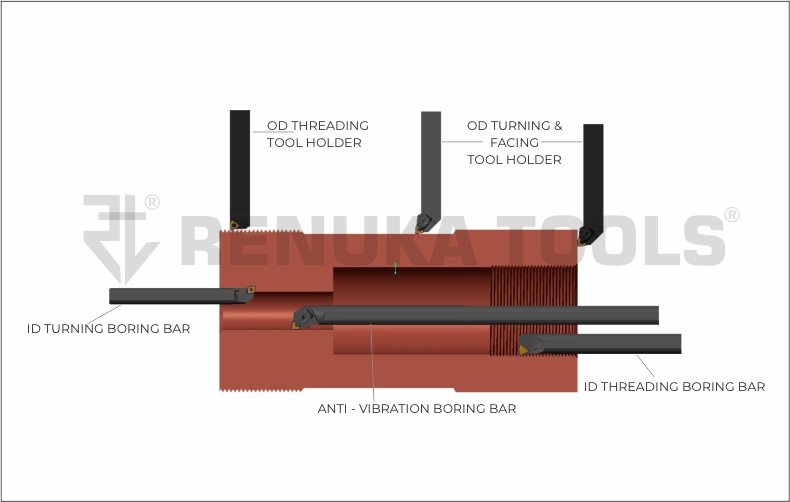 OD THREADING
TOOL HOLDER
OD TURNING &
FACING
TOOL HOLDER
® RENUKA TOOLS®
ID TURNING BORING BAR
ID THREADING BORING BAR
ANTI - VIBRATION BORING BAR